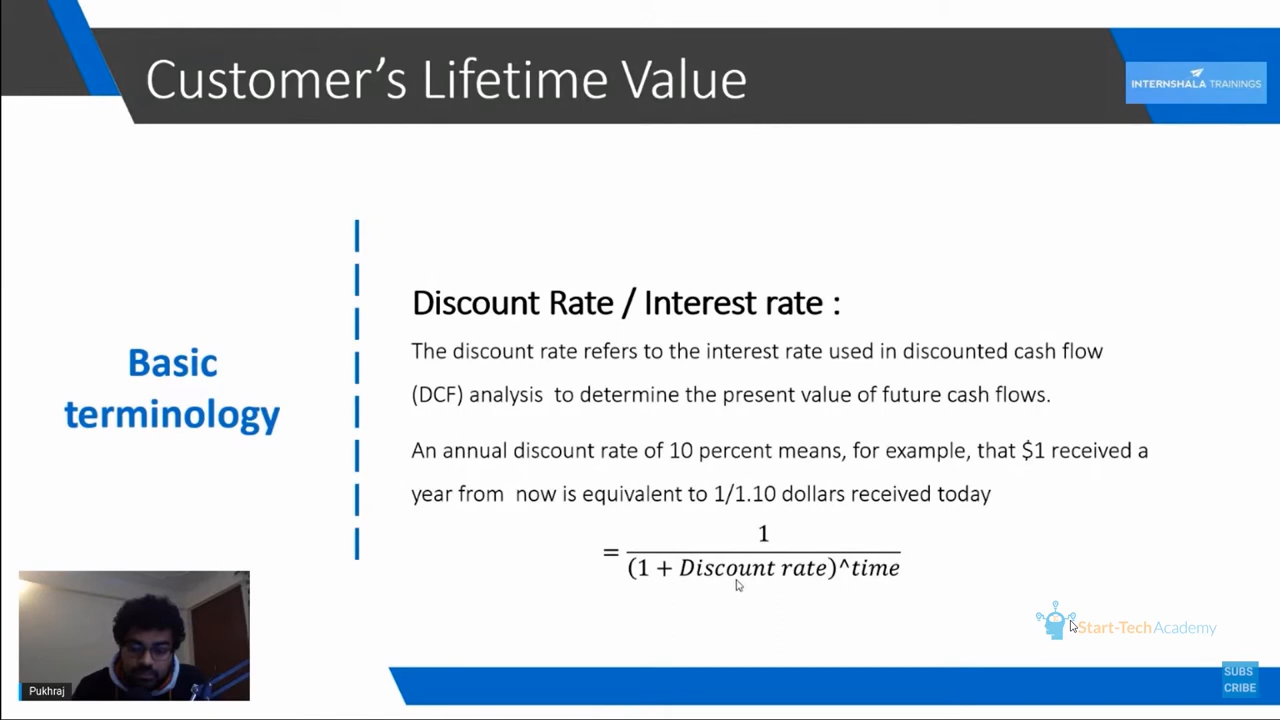 Customer's Lifetime Value
INTERNSHALA TRAININGS
Basic
terminology
Discount Rate / Interest rate :
The discount rate refers to the interest rate used in discounted cash flow
(DCF) analysis to determine the present value of future cash flows.
An annual discount rate of 10 percent means, for example, that $1 received a
year from now is equivalent to 1/1.10 dollars received today
= 1
(1 + Discount rate)^time
Start-Tech Academy
Pukhraj
SUBS
CRIBE